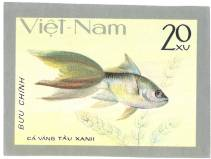 Việt-Nam
20
XU
BƯU CHÍNH
CÁ VÀNG TẦU XANH